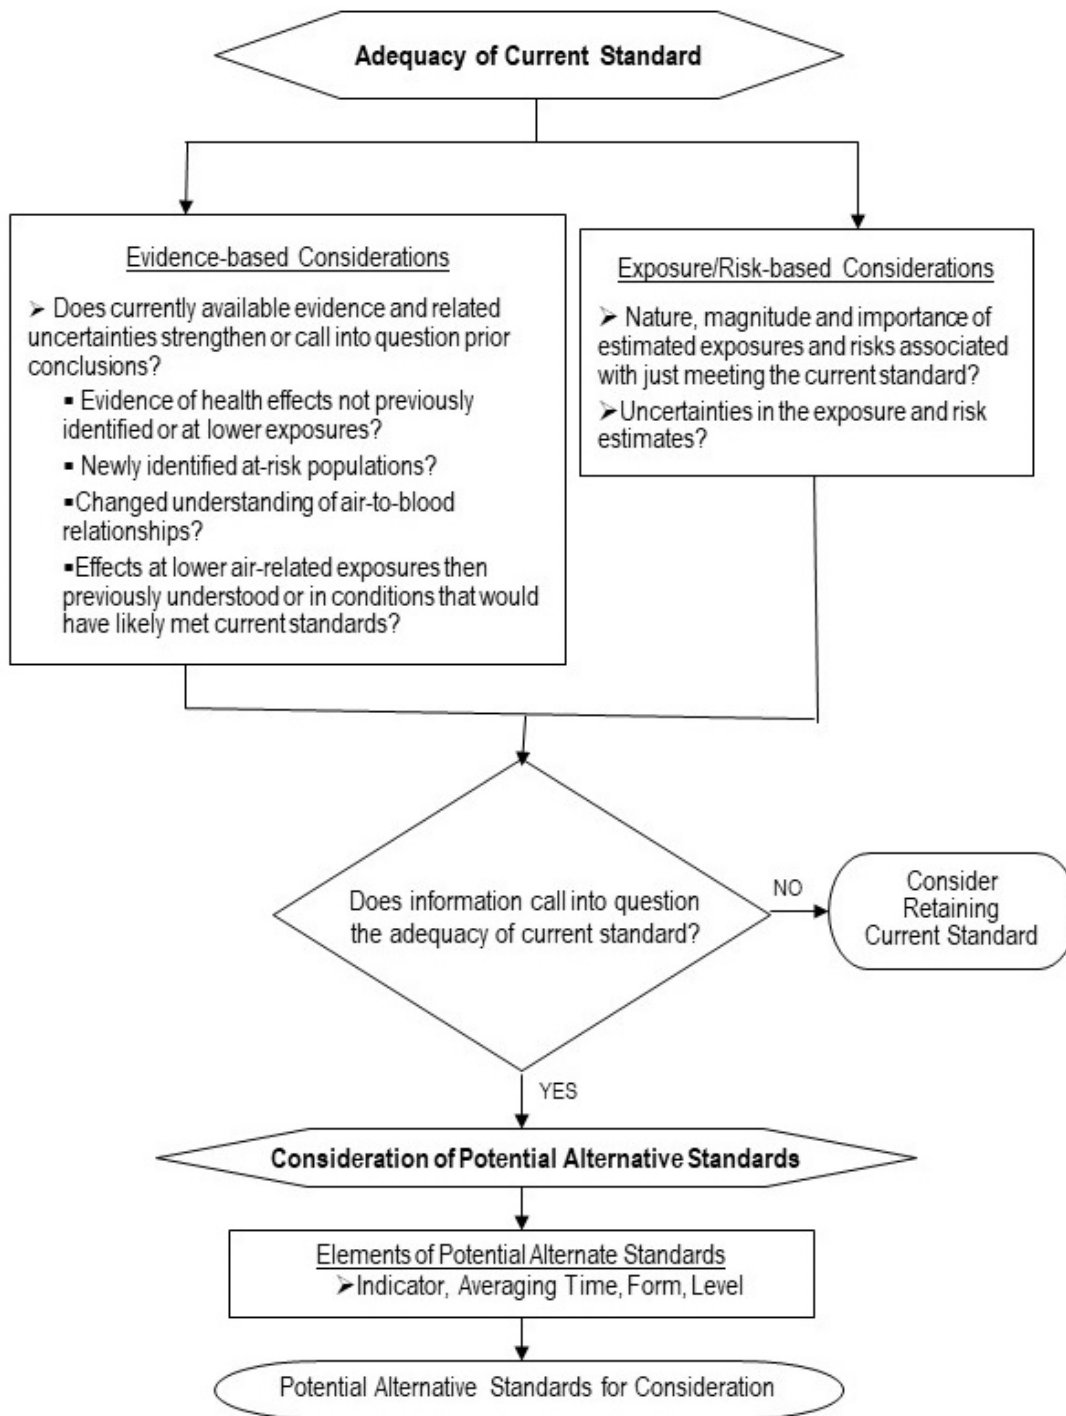 Adequacy of Current Standard
Evidence-based Considerations
➢ Does currently available evidence and related
uncertainties strengthen or call into question prior
conclusions?
▪ Evidence of health effects not previously
identified or at lower exposures?
▪ Newly identified at-risk populations?
▪Changed understanding of air-to-blood
relationships?
▪Effects at lower air-related exposures then
previously understood or in conditions that would
have likely met current standards?
Exposure/Risk-based Considerations
➢ Nature, magnitude and importance of
estimated exposures and risks associated
with just meeting the current standard?
➢Uncertainties in the exposure and risk
estimates?
Does information call into question
the adequacy of current standard?
NO
Consider
Retaining
Current Standard
YES
Consideration of Potential Alternative Standards
Elements of Potential Alternate Standards
➢Indicator, Averaging Time, Form, Level
Potential Alternative Standards for Consideration